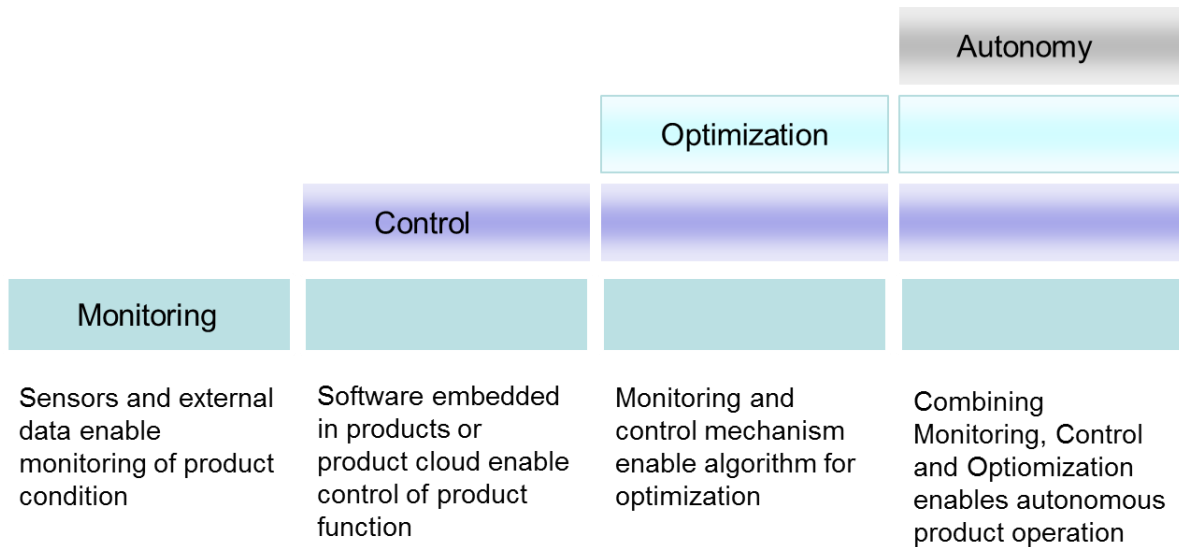 Autonomy
Optimization
Control
Monitoring
Sensors and external
data enable
monitoring of product
condition
Software embedded
in products or
product cloud enable
control of product
function
Monitoring and
control mechanism
enable algorithm for
optimization
Combining
Monitoring, Control
and Optiomization
enables autonomous
product operation